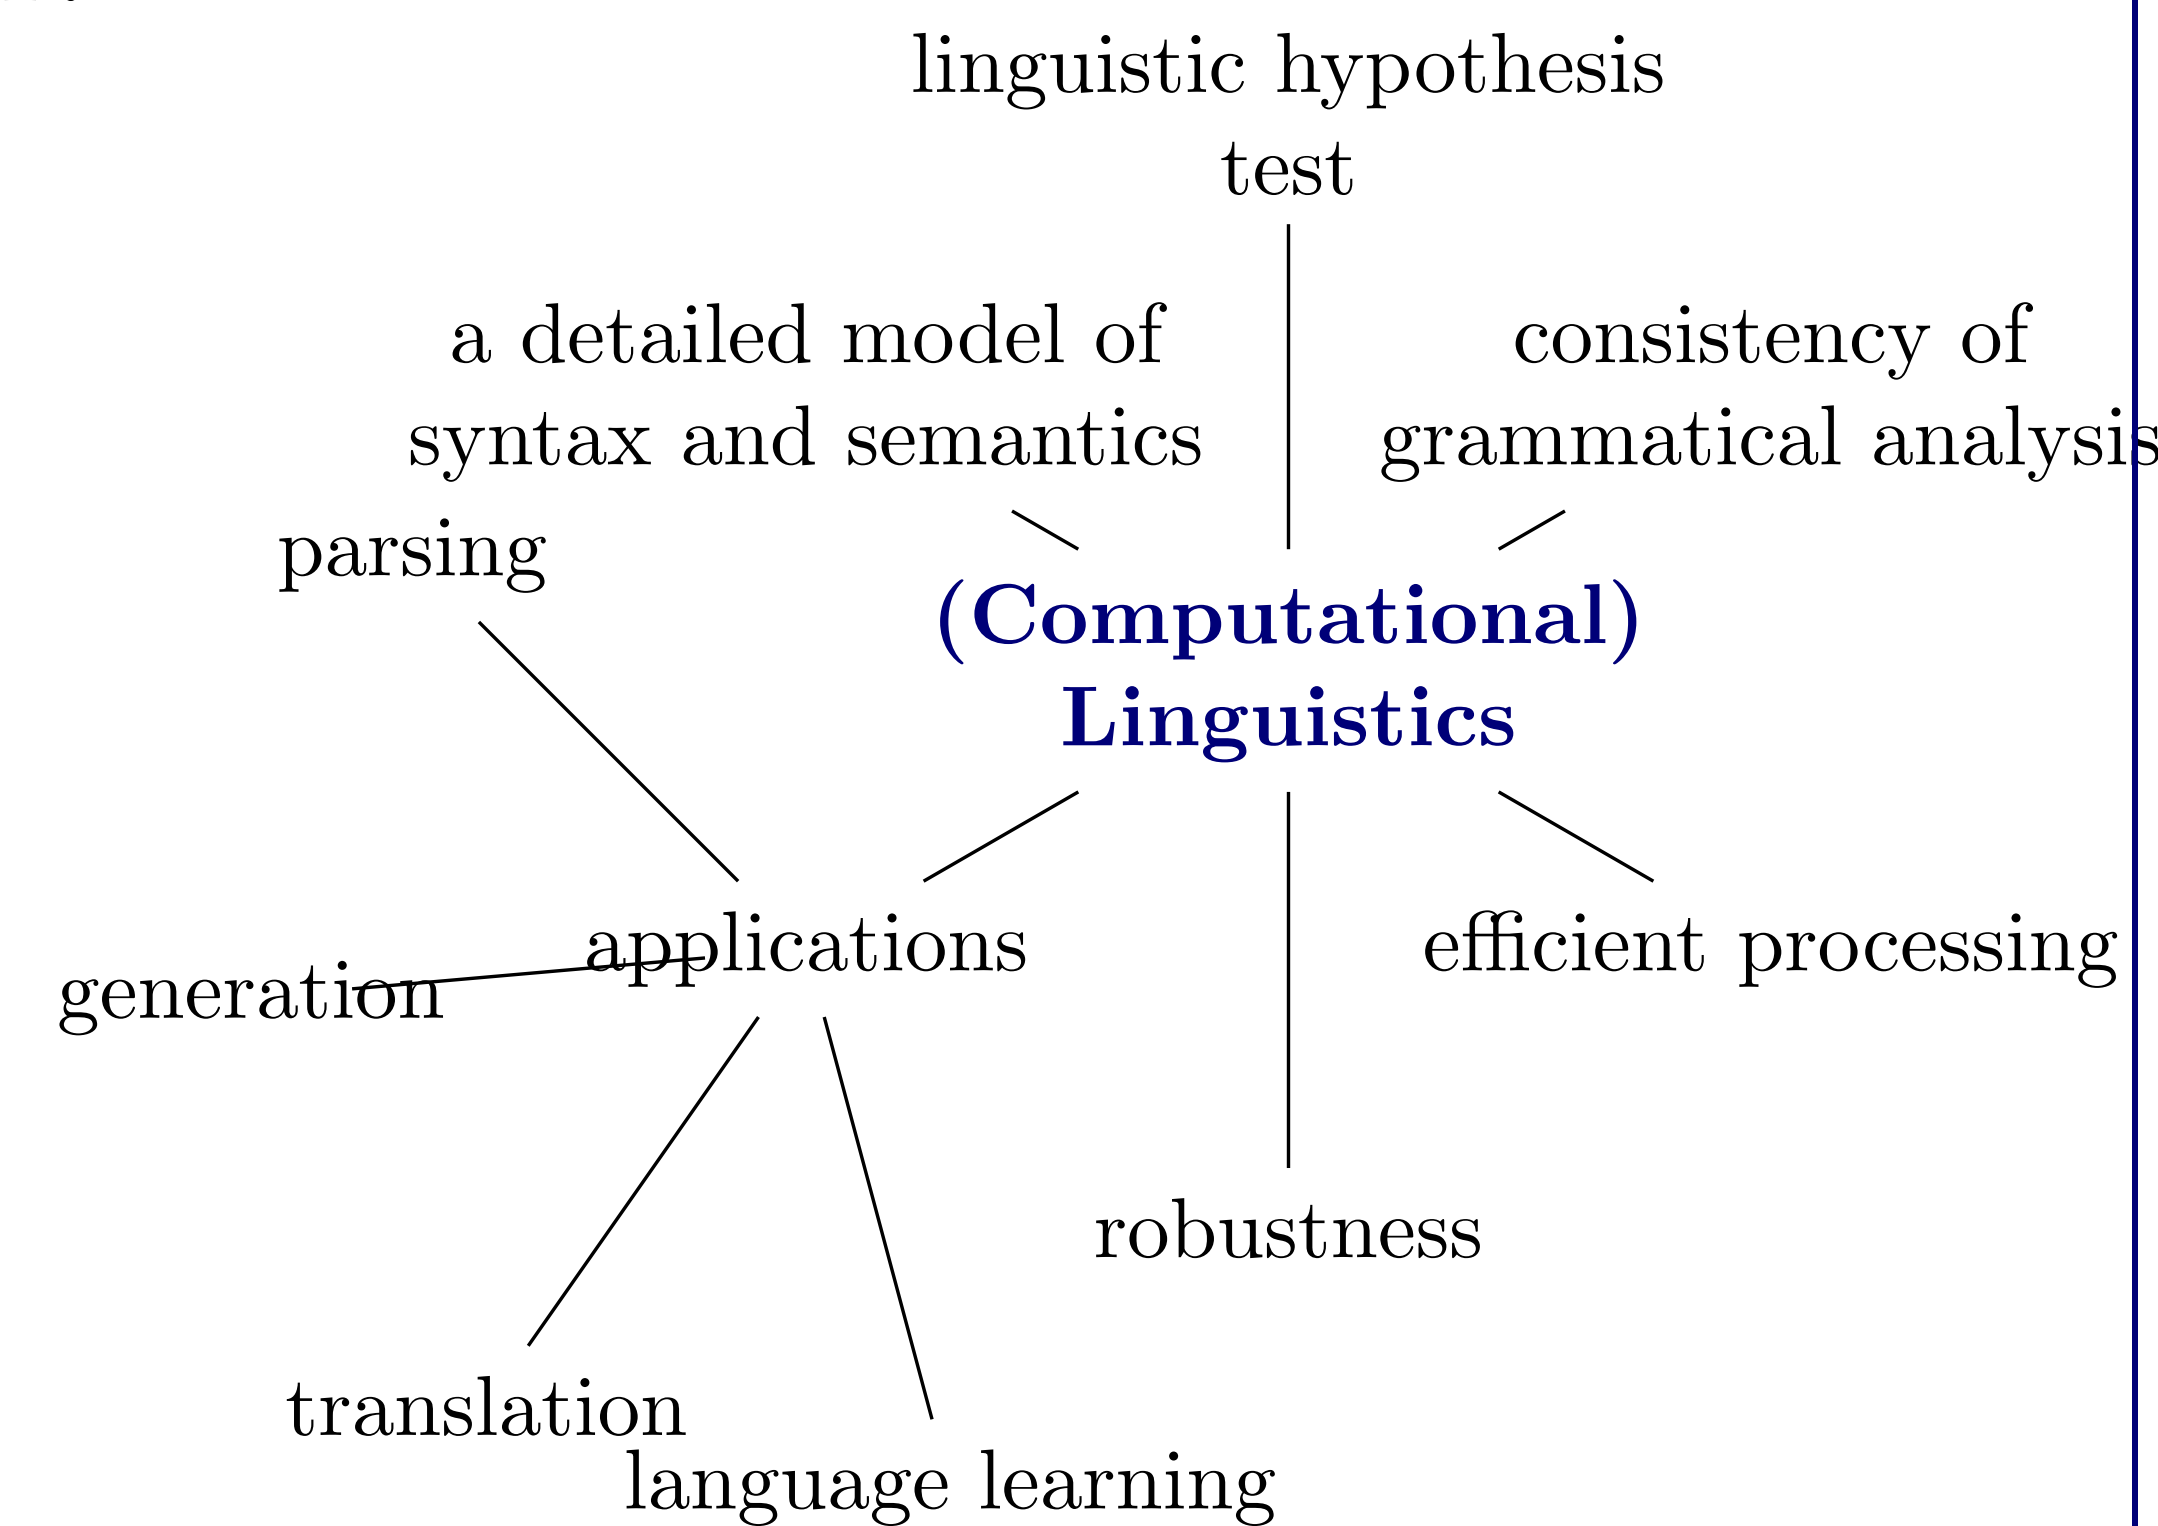 linguistic hypothesis
test
a detailed model of
syntax and semantics
consistency of
grammatical analysis
parsing
(Computational)
Linguistics
applications
efficient processing
generation
robustness
translation
language learning